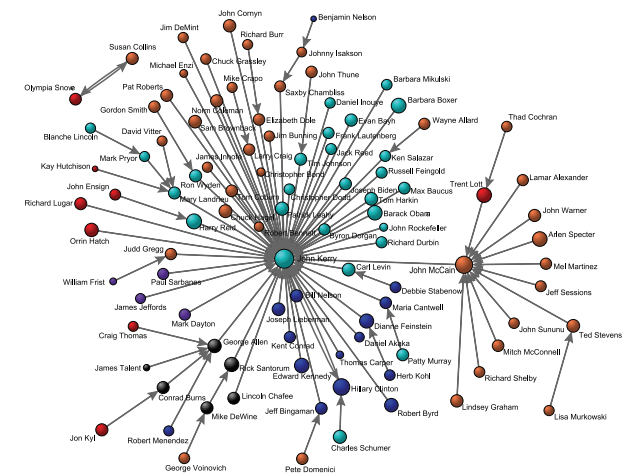 John Cornyn
Benjamin Nelson
Jim DeMint
Richard Burr
Susan Collins
Johnny Isakson
Michael Enzi
Chuck Grassley
John Thune
Mike Crapo
Olympia Snow
Pat Roberts
Saxby Chambliss
Barbara Mikulski
Daniel Inouye
Barbara Boxer
Gordon Smith
Norm Coleman
Elizabeth Dole
Evan Bayh
Wayne Allard
Thad Cochran
Blanche Lincoln
Sam Brownback
Jim Bunning
Frank Lautenberg
David Vitter
Larry Craig
Jack Reed
Ken Salazar
Mark Pryor
Tim Johnson
Kay Hutchison
James Inhofe
Christopher Bond
Russell Feingold
Lamar Alexander
Ron Wyden
Joseph Biden
Max Baucus
Trent Lott
John Ensign
Mary Landrieu
Tom Coburn
Christopher Dodd
Tom Harkin
Richard Lugar
Chuck Hagel
Patrick Leahy
Barack Obama
John Warner
Harry Reid
Robert Bennett
Byron Dorgan
John Rockefeller
Orrin Hatch
Richard Durbin
Arlen Specter
Judd Gregg
John Kerry
Carl Levin
John McCain
Mel Martinez
William Frist
Paul Sarbanes
Debbie Stabenow
Jeff Sessions
James Jeffords
Bill Nelson
Maria Cantwell
Mark Dayton
Joseph Lieberman
Dianne Feinstein
John Sununu
Ted Stevens
Craig Thomas
George Allen
Kent Conrad
Daniel Akaka
Mitch McConnell
James Talent
Rick Santorum
Thomas Carper
Patty Murray
Edward Kennedy
Herb Kohl
Richard Shelby
Conrad Burns
Lincoln Chafee
Hilary Clinton
Jeff Bingaman
Robert Byrd
Lindsey Graham
Lisa Murkowski
Mike DeWine
Jon Kyl
Robert Menendez
Charles Schumer
George Voinovich
Pete Domenici